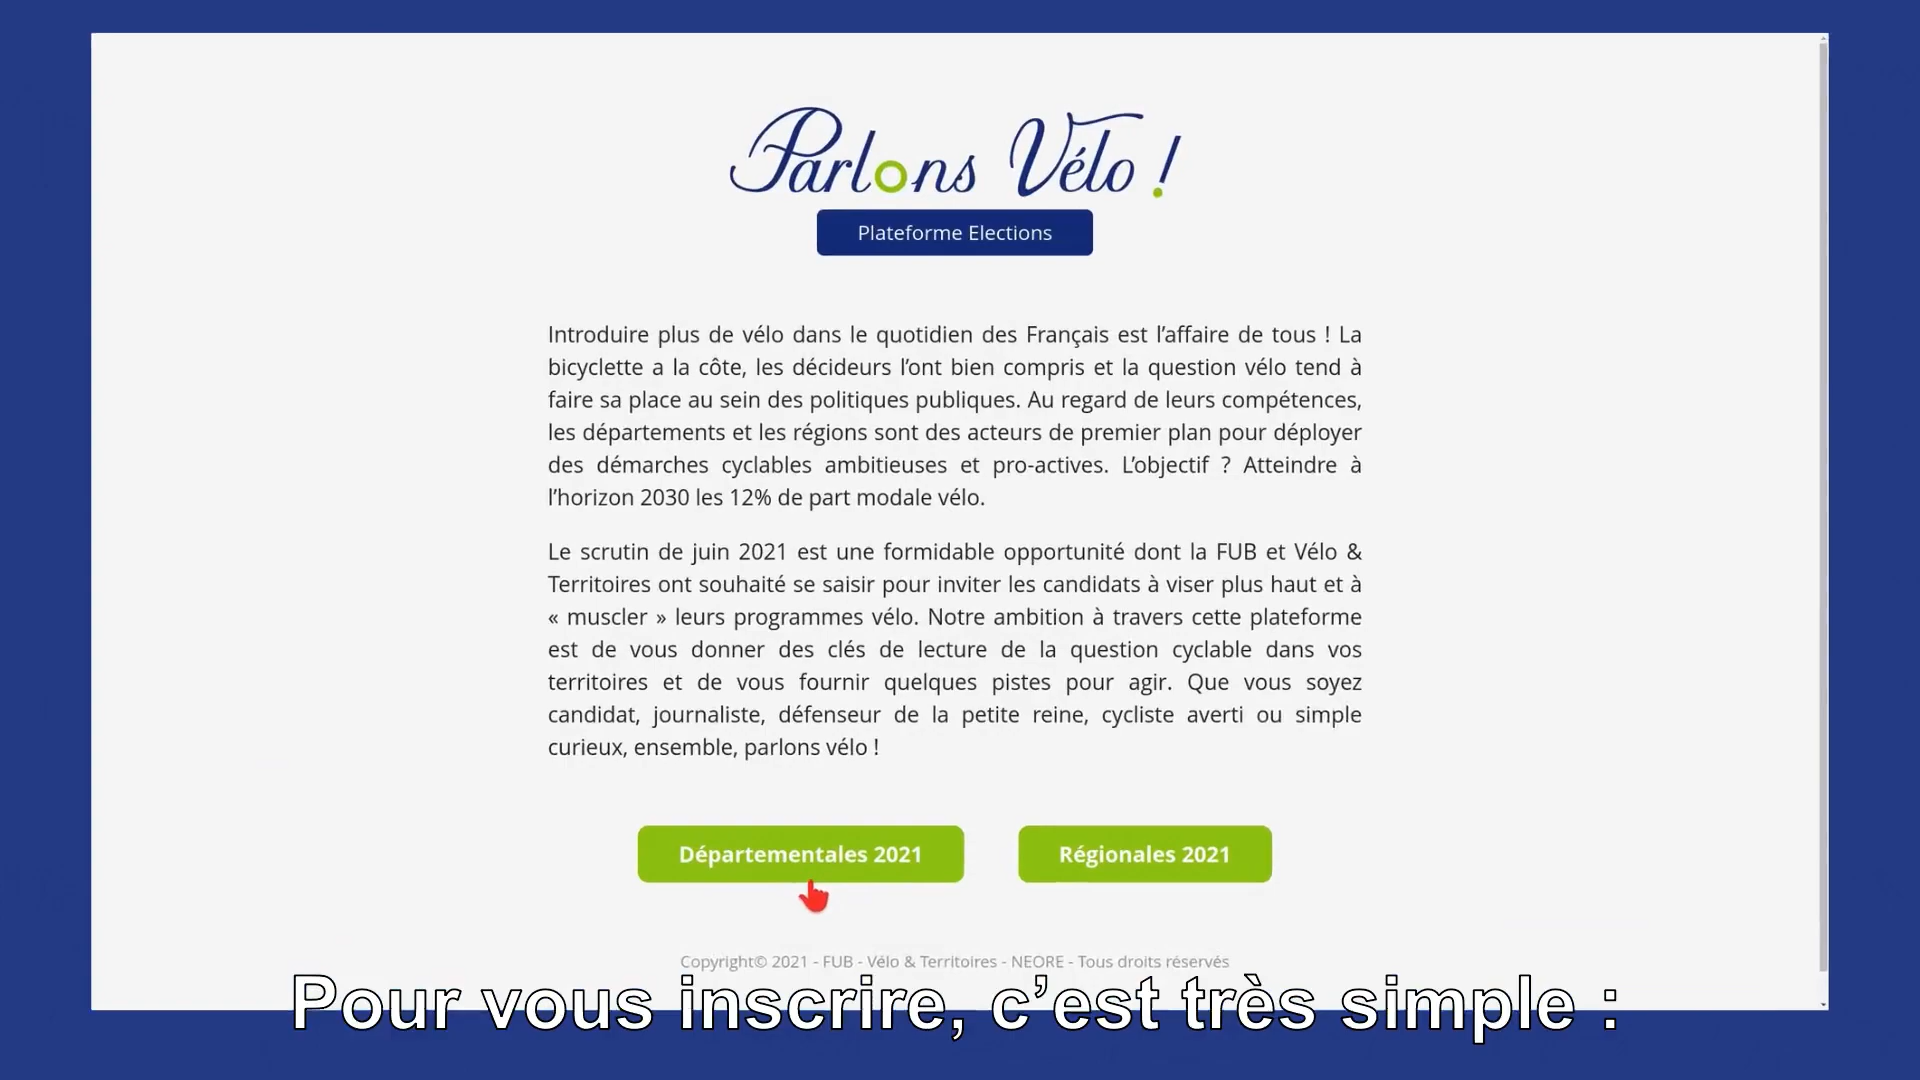 Parlons Vélo !
Plateforme Elections
Introduire plus de vélo dans le quotidien des Français est l’affaire de tous ! La
bicyclette a la côte, les décideurs l’ont bien compris et la question vélo tend à
faire sa place au sein des politiques publiques. Au regard de leurs compétences,
les départements et les régions sont des acteurs de premier plan pour déployer
des démarches cyclables ambitieuses et pro-actives. L’objectif ? Atteindre à
l’horizon 2030 les 12% de part modale vélo.
Le scrutin de juin 2021 est une formidable opportunité dont la FUB et Vélo &
Territoires ont souhaité se saisir pour inviter les candidats à viser plus haut et à
« muscler » leurs programmes vélo. Notre ambition à travers cette plateforme
est de vous donner des clés de lecture de la question cyclable dans vos
territoires et de vous fournir quelques pistes pour agir. Que vous soyez
candidat, journaliste, défenseur de la petite reine, cycliste averti ou simple
curieux, ensemble, parlons vélo !
Départementales 2021
Régionales 2021
Copyright© 2021 - FUB - Vélo & Territoires - NEORE - Tous droits réservés
Pour vous inscrire, c’est très simple :